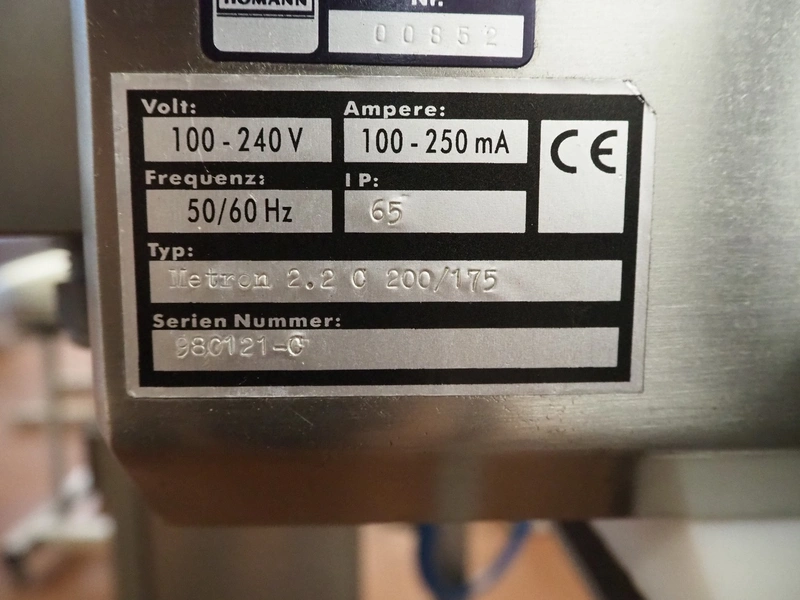 HOMANN
Nr.
00852
Volt:
Ampere:
100 - 240 V
100 - 250 mA
CE
Frequenz:
IP:
50/60 Hz
65
Typ:
Metron 2.2 C 200/175
Serien Nummer:
980121-C